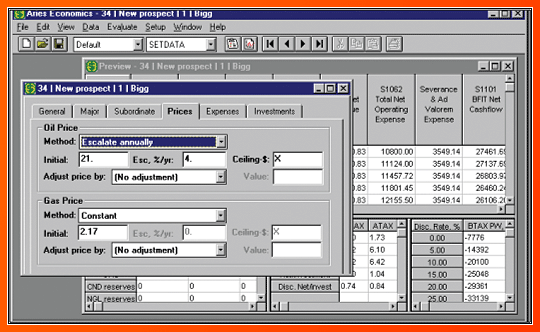 Aries Economics - 34 | New prospect | 1 | Bigg
File Edit View Data Evaluate Setup Window Help
Default SETDATA
Preview - 34 | New prospect | 1 | Bigg
S1062 Total Net Operating Expense
Severance & Ad Valorem Expense
S1101 BFIT Net Cashflow
0.83 10800.00 3549.14 27461.69
0.83 11124.00 3549.14 27137.69
0.83 11457.72 3549.14 26803.97
0.83 11801.45 3549.14 26460.24
0.83 12155.50 3549.14 26106.20
34 | New prospect | 1 | Bigg
General Major Subordinate Prices Expenses Investments
Oil Price
Method: Escalate annually
Initial: 21. Esc, %/yr: 4. Ceiling-$: X
Adjust price by: (No adjustment) Value:
Gas Price
Method: Constant
Initial: 2.17 Esc, %/yr: 0. Ceiling-$: X
Adjust price by: (No adjustment) Value:
AX ATAX
1.73
6.10
6.42
1.04
Disc. Net/Invest 0.74 0.84
CND reserves 0 0 0
NGL reserves 0 0 0
Disc. Rate, % BTAX PW,
0.00 -7776
5.00 -14392
10.00 -20100
15.00 -25048
20.00 -29361
25.00 -33139